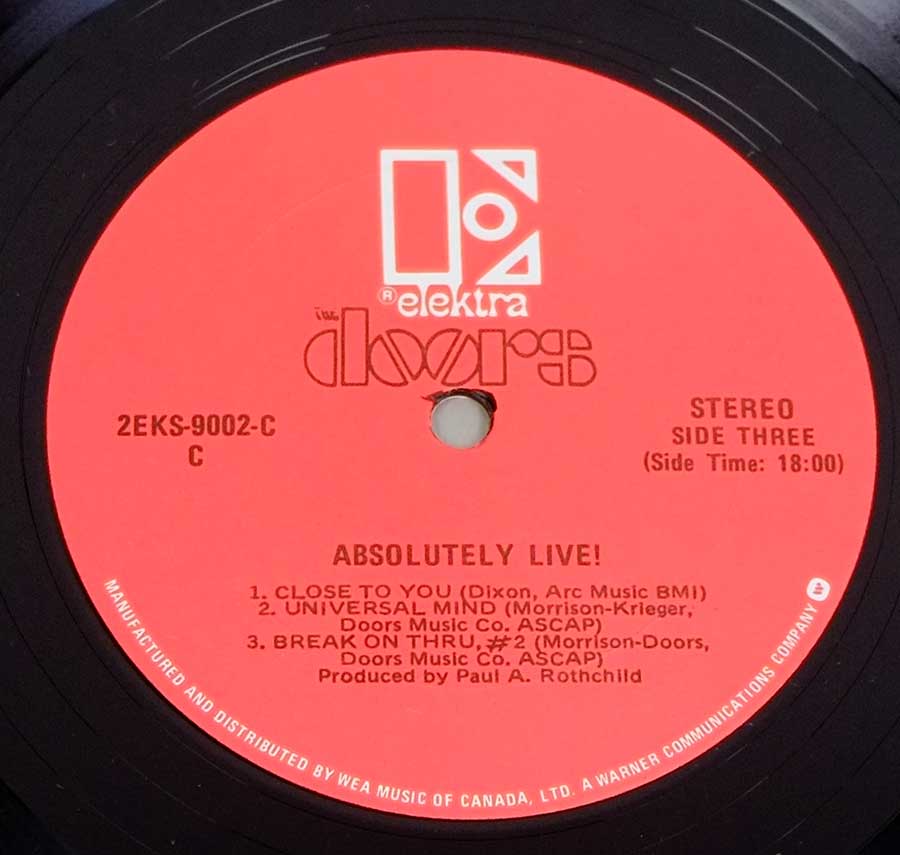 ® elektra
THE
doors
2EKS-9002-C
C
STEREO
SIDE THREE
(Side Time: 18:00)
ABSOLUTELY LIVE!
1. CLOSE TO YOU (Dixon, Arc Music BMI)
2. UNIVERSAL MIND (Morrison-Krieger,
Doors Music Co. ASCAP)
3. BREAK ON THRU, #2 (Morrison-Doors,
Doors Music Co. ASCAP)
Produced by Paul A. Rothchild
MANUFACTURED AND DISTRIBUTED BY WEA MUSIC OF CANADA, LTD. A WARNER COMMUNICATIONS COMPANY